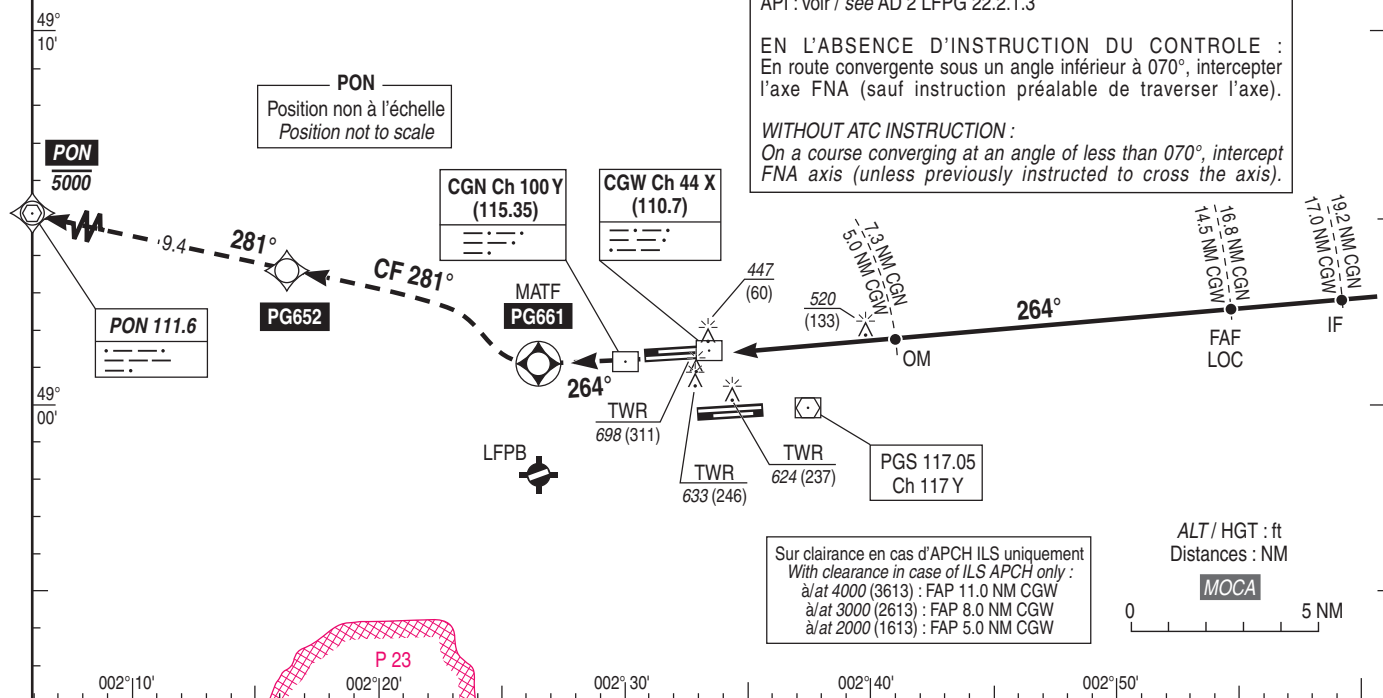 API : voir / see AD 2 LFPG 22.2.1.3
EN L'ABSENCE D'INSTRUCTION DU CONTROLE :
En route convergente sous un angle inférieur à 070°, intercepter
l'axe FNA (sauf instruction préalable de traverser l'axe).
WITHOUT ATC INSTRUCTION :
On a course converging at an angle of less than 070°, intercept
FNA axis (unless previously instructed to cross the axis).
49°
10'
PON
Position non à l'échelle
Position not to scale
PON
5000
CGN Ch 100 Y
(115.35)
CGW Ch 44 X
(110.7)
7.3 NM CGN
5.0 NM CGW
16.8 NM CGN
14.5 NM CGW
19.2 NM CGN
17.0 NM CGW
9.4
281°
CF 281°
PG652
MATF
PG661
447
(60)
520
(133)
264°
OM
FAF
LOC
IF
PON 111.6
264°
49°
00'
TWR
698 (311)
TWR
633 (246)
TWR
624 (237)
LFPB
PGS 117.05
Ch 117 Y
Sur clairance en cas d'APCH ILS uniquement
With clearance in case of ILS APCH only :
à/at 4000 (3613) : FAP 11.0 NM CGW
à/at 3000 (2613) : FAP 8.0 NM CGW
à/at 2000 (1613) : FAP 5.0 NM CGW
ALT / HGT : ft
Distances : NM
MOCA
0 5 NM
P 23
002°10' 002°20' 002°30' 002°40' 002°50'